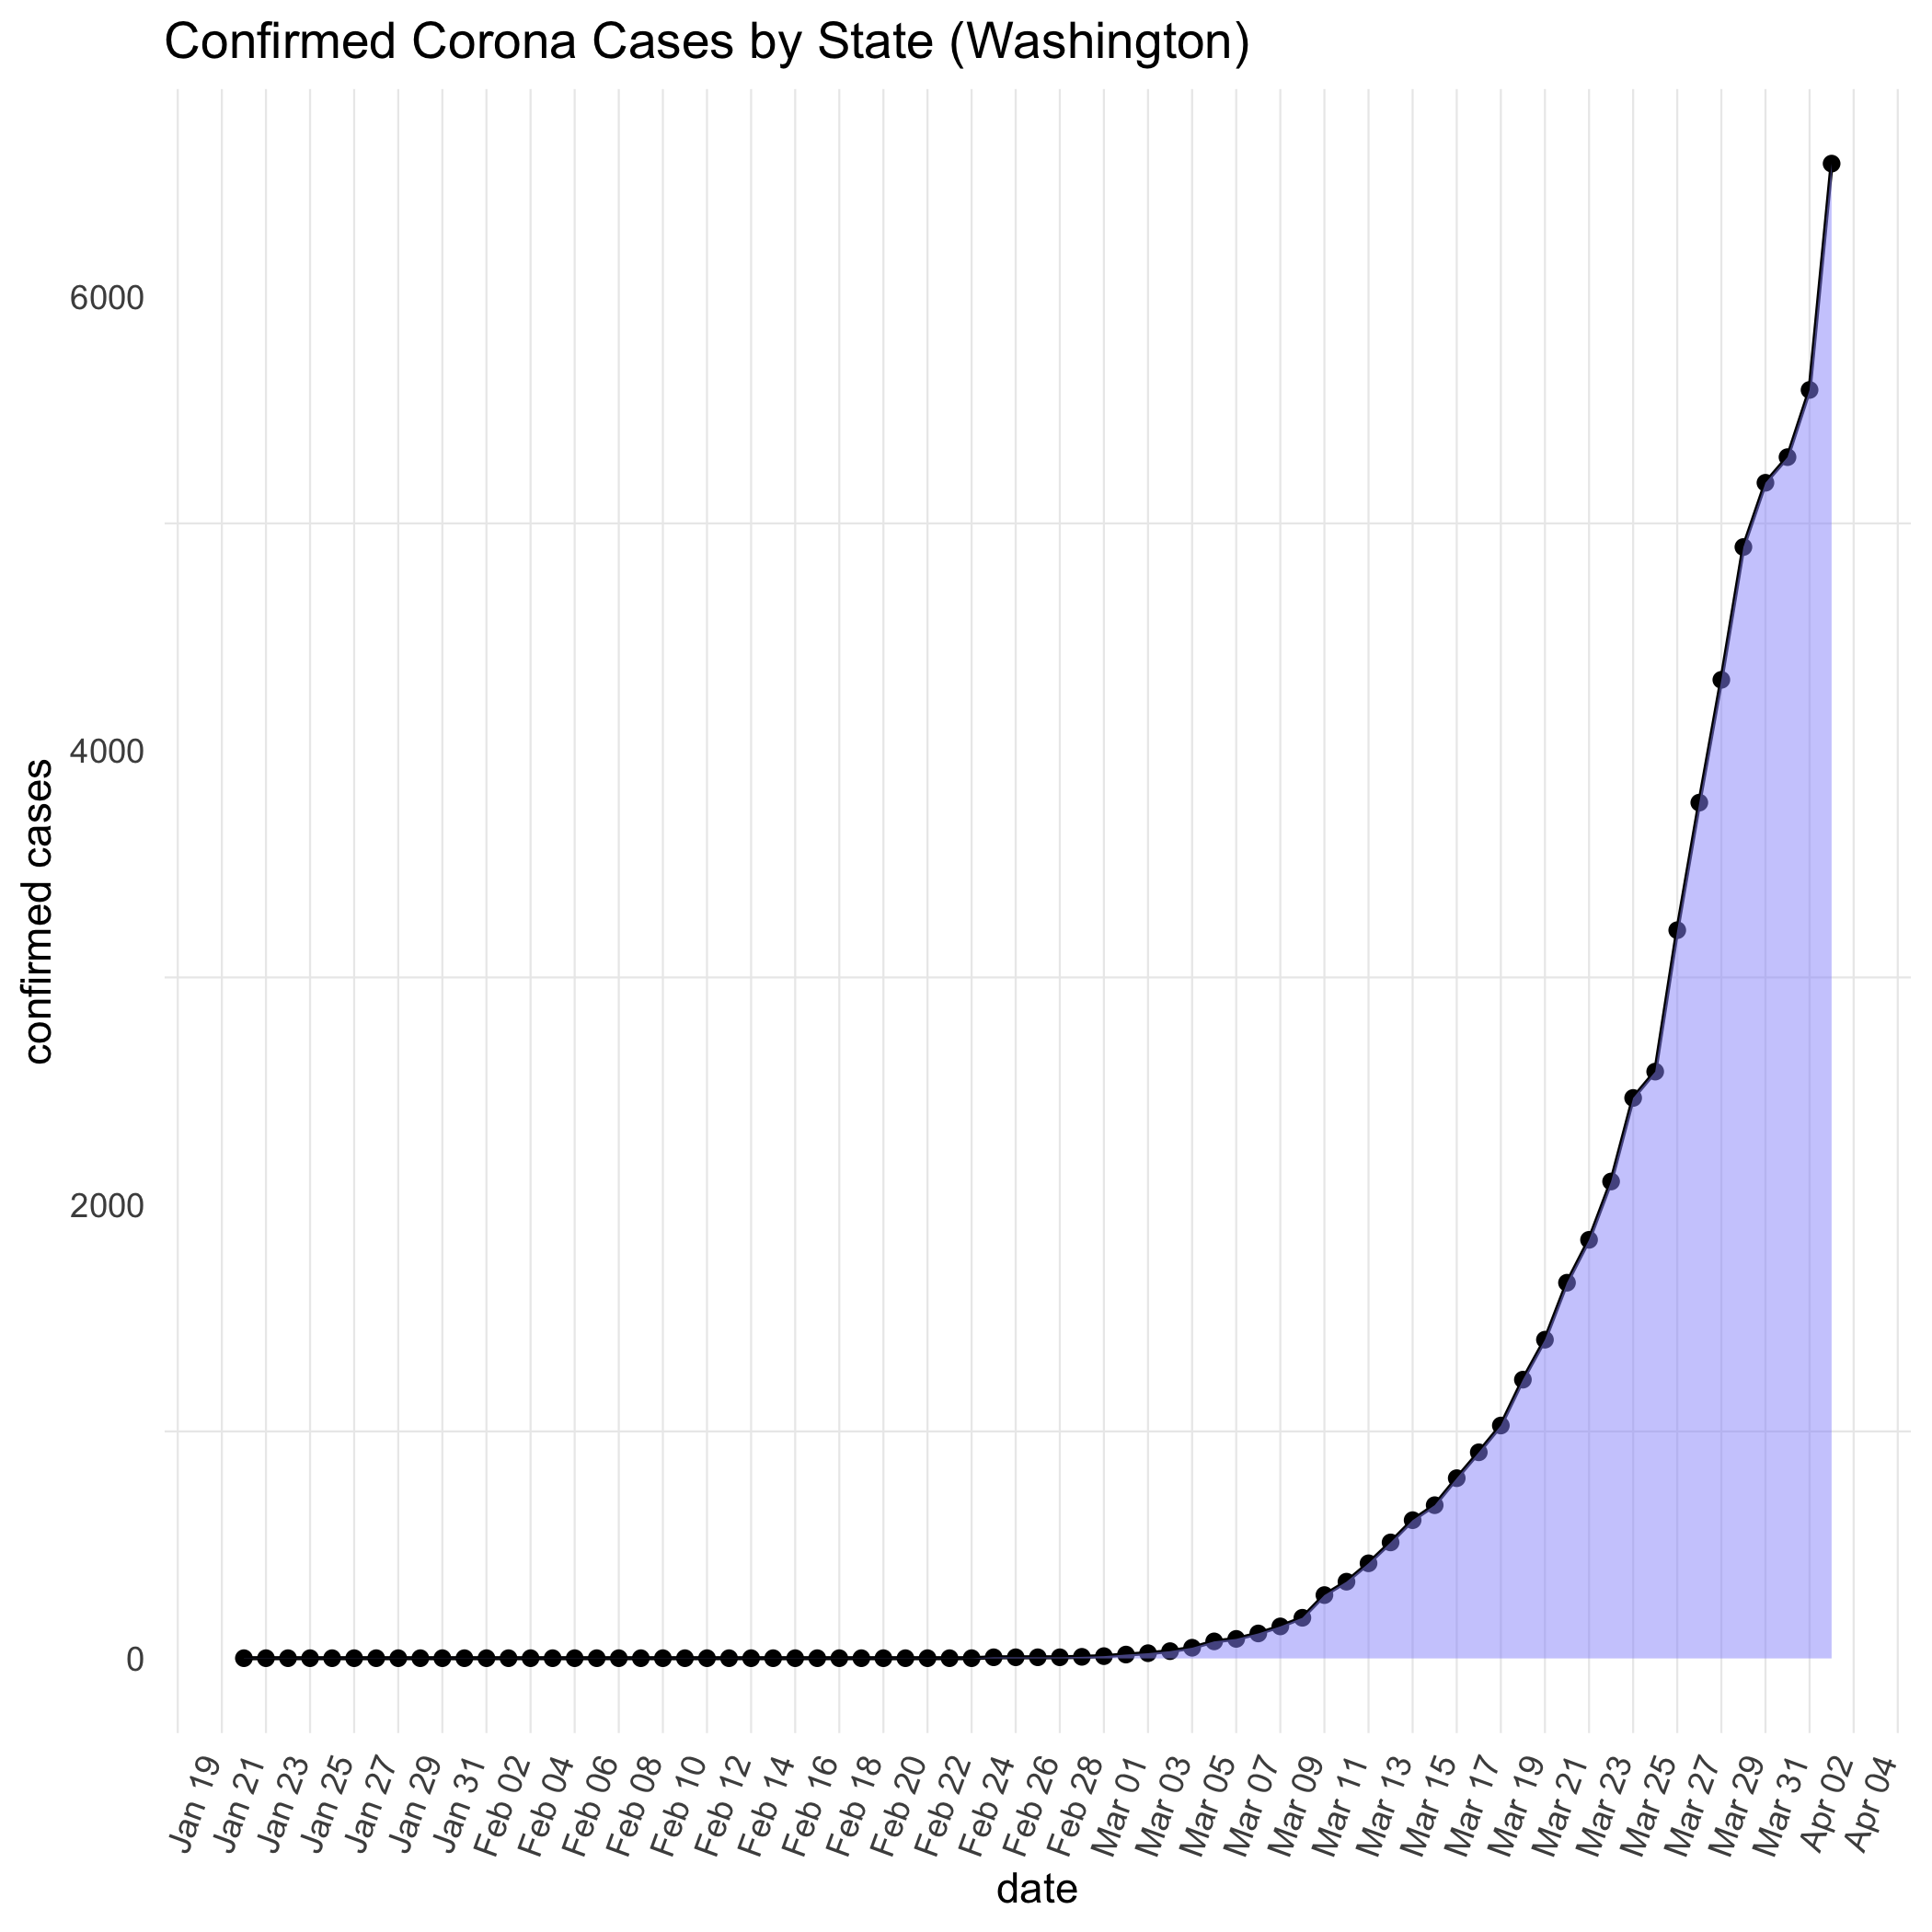 Confirmed Corona Cases by State (Washington)
6000
4000
2000
0
confirmed cases
Jan 19
Jan 21
Jan 23
Jan 25
Jan 27
Jan 29
Jan 31
Feb 02
Feb 04
Feb 06
Feb 08
Feb 10
Feb 12
Feb 14
Feb 16
Feb 18
Feb 20
Feb 22
Feb 24
Feb 26
Feb 28
Mar 01
Mar 03
Mar 05
Mar 07
Mar 09
Mar 11
Mar 13
Mar 15
Mar 17
Mar 19
Mar 21
Mar 23
Mar 25
Mar 27
Mar 29
Mar 31
Apr 02
Apr 04
date